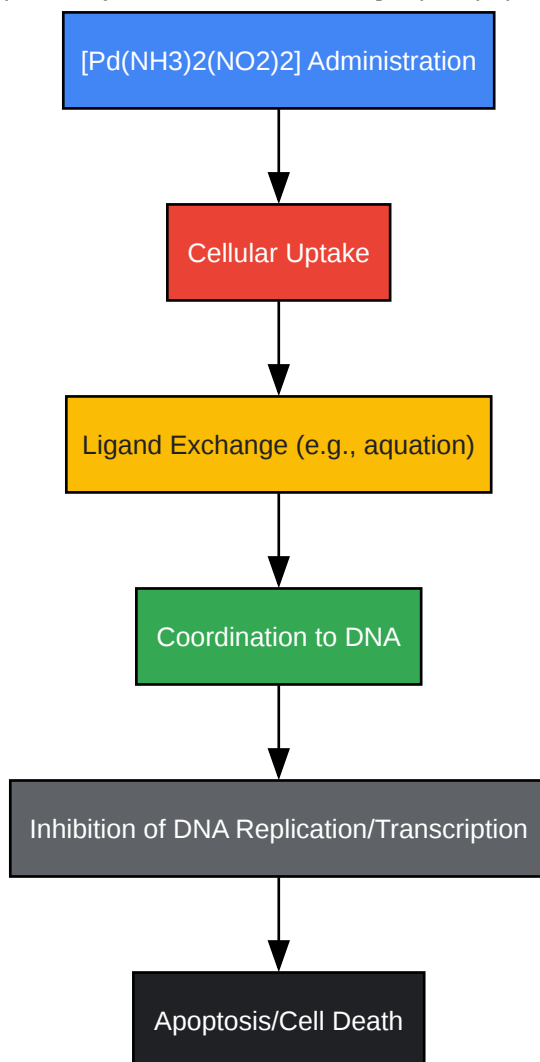 [Pd(NH3)2(NO2)2] Administration
Cellular Uptake
Ligand Exchange (e.g., aquation)
Coordination to DNA
Inhibition of DNA Replication/Transcription
Apoptosis/Cell Death